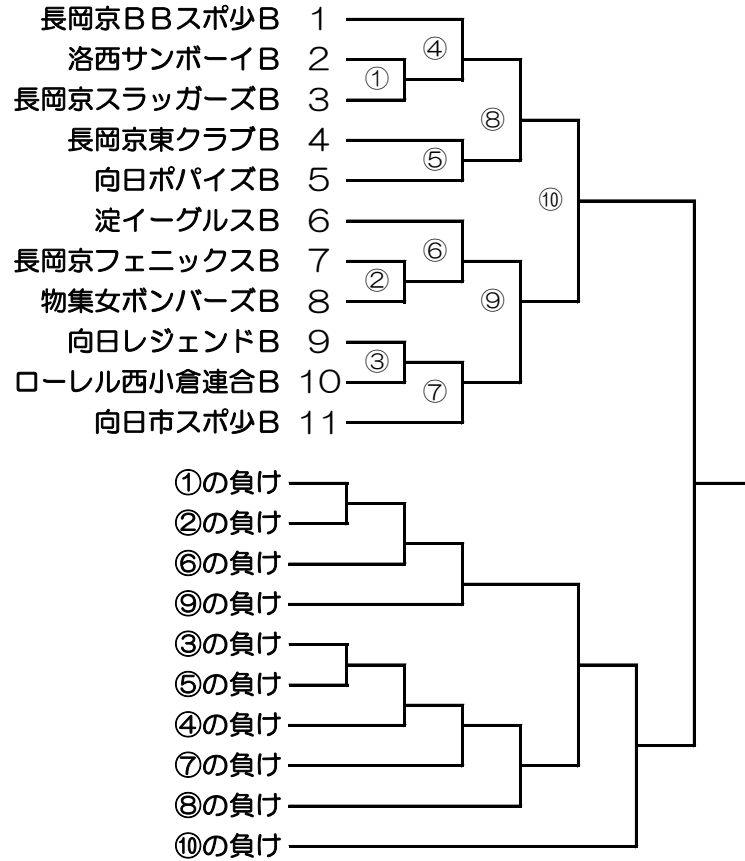 長岡京ＢＢスポ少Ｂ 1
④
洛西サンボーイＢ 2
①
長岡京スラッガーズＢ 3
⑧
長岡京東クラブＢ 4
⑤
向日ポパイズＢ 5
⑩
淀イーグルスＢ 6
⑥
長岡京フェニックスＢ 7
②
物集女ボンバーズＢ 8
⑨
向日レジェンドＢ 9
③
ローレル西小倉連合Ｂ 10
⑦
向日市スポ少Ｂ 11
①の負け
②の負け
⑥の負け
⑨の負け
③の負け
⑤の負け
④の負け
⑦の負け
⑧の負け
⑩の負け